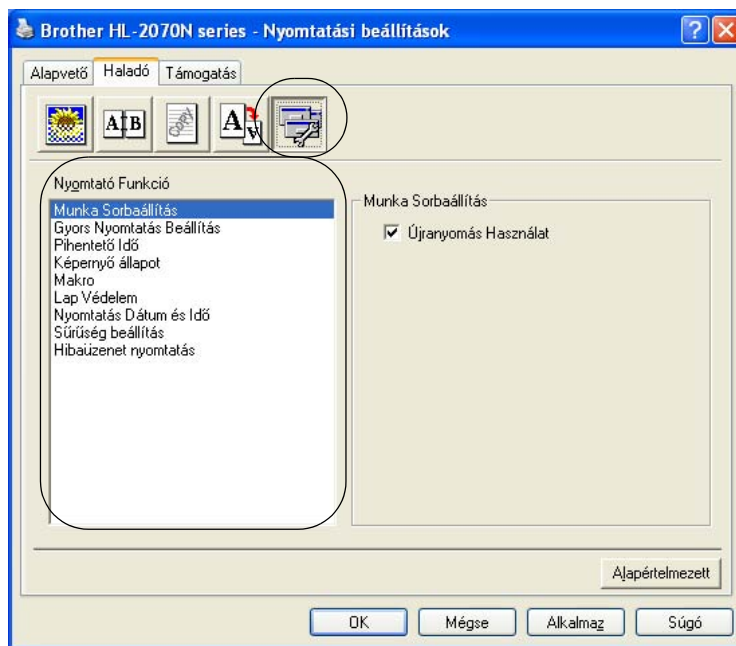 Brother HL-2070N series - Nyomtatási beállítások
Alapvető Haladó Támogatás
A B COPY A A
Nyomtató Funkció
Munka Sorbaállítás
Gyors Nyomtatás Beállítás
Pihentető Idő
Képernyő állapot
Makro
Lap Védelem
Nyomtatás Dátum és Idő
Sűrűség beállítás
Hibaüzenet nyomtatás
Munka Sorbaállítás
Újranyomás Használat
Alapértelmezett
OK Mégse Alkalmaz Súgó